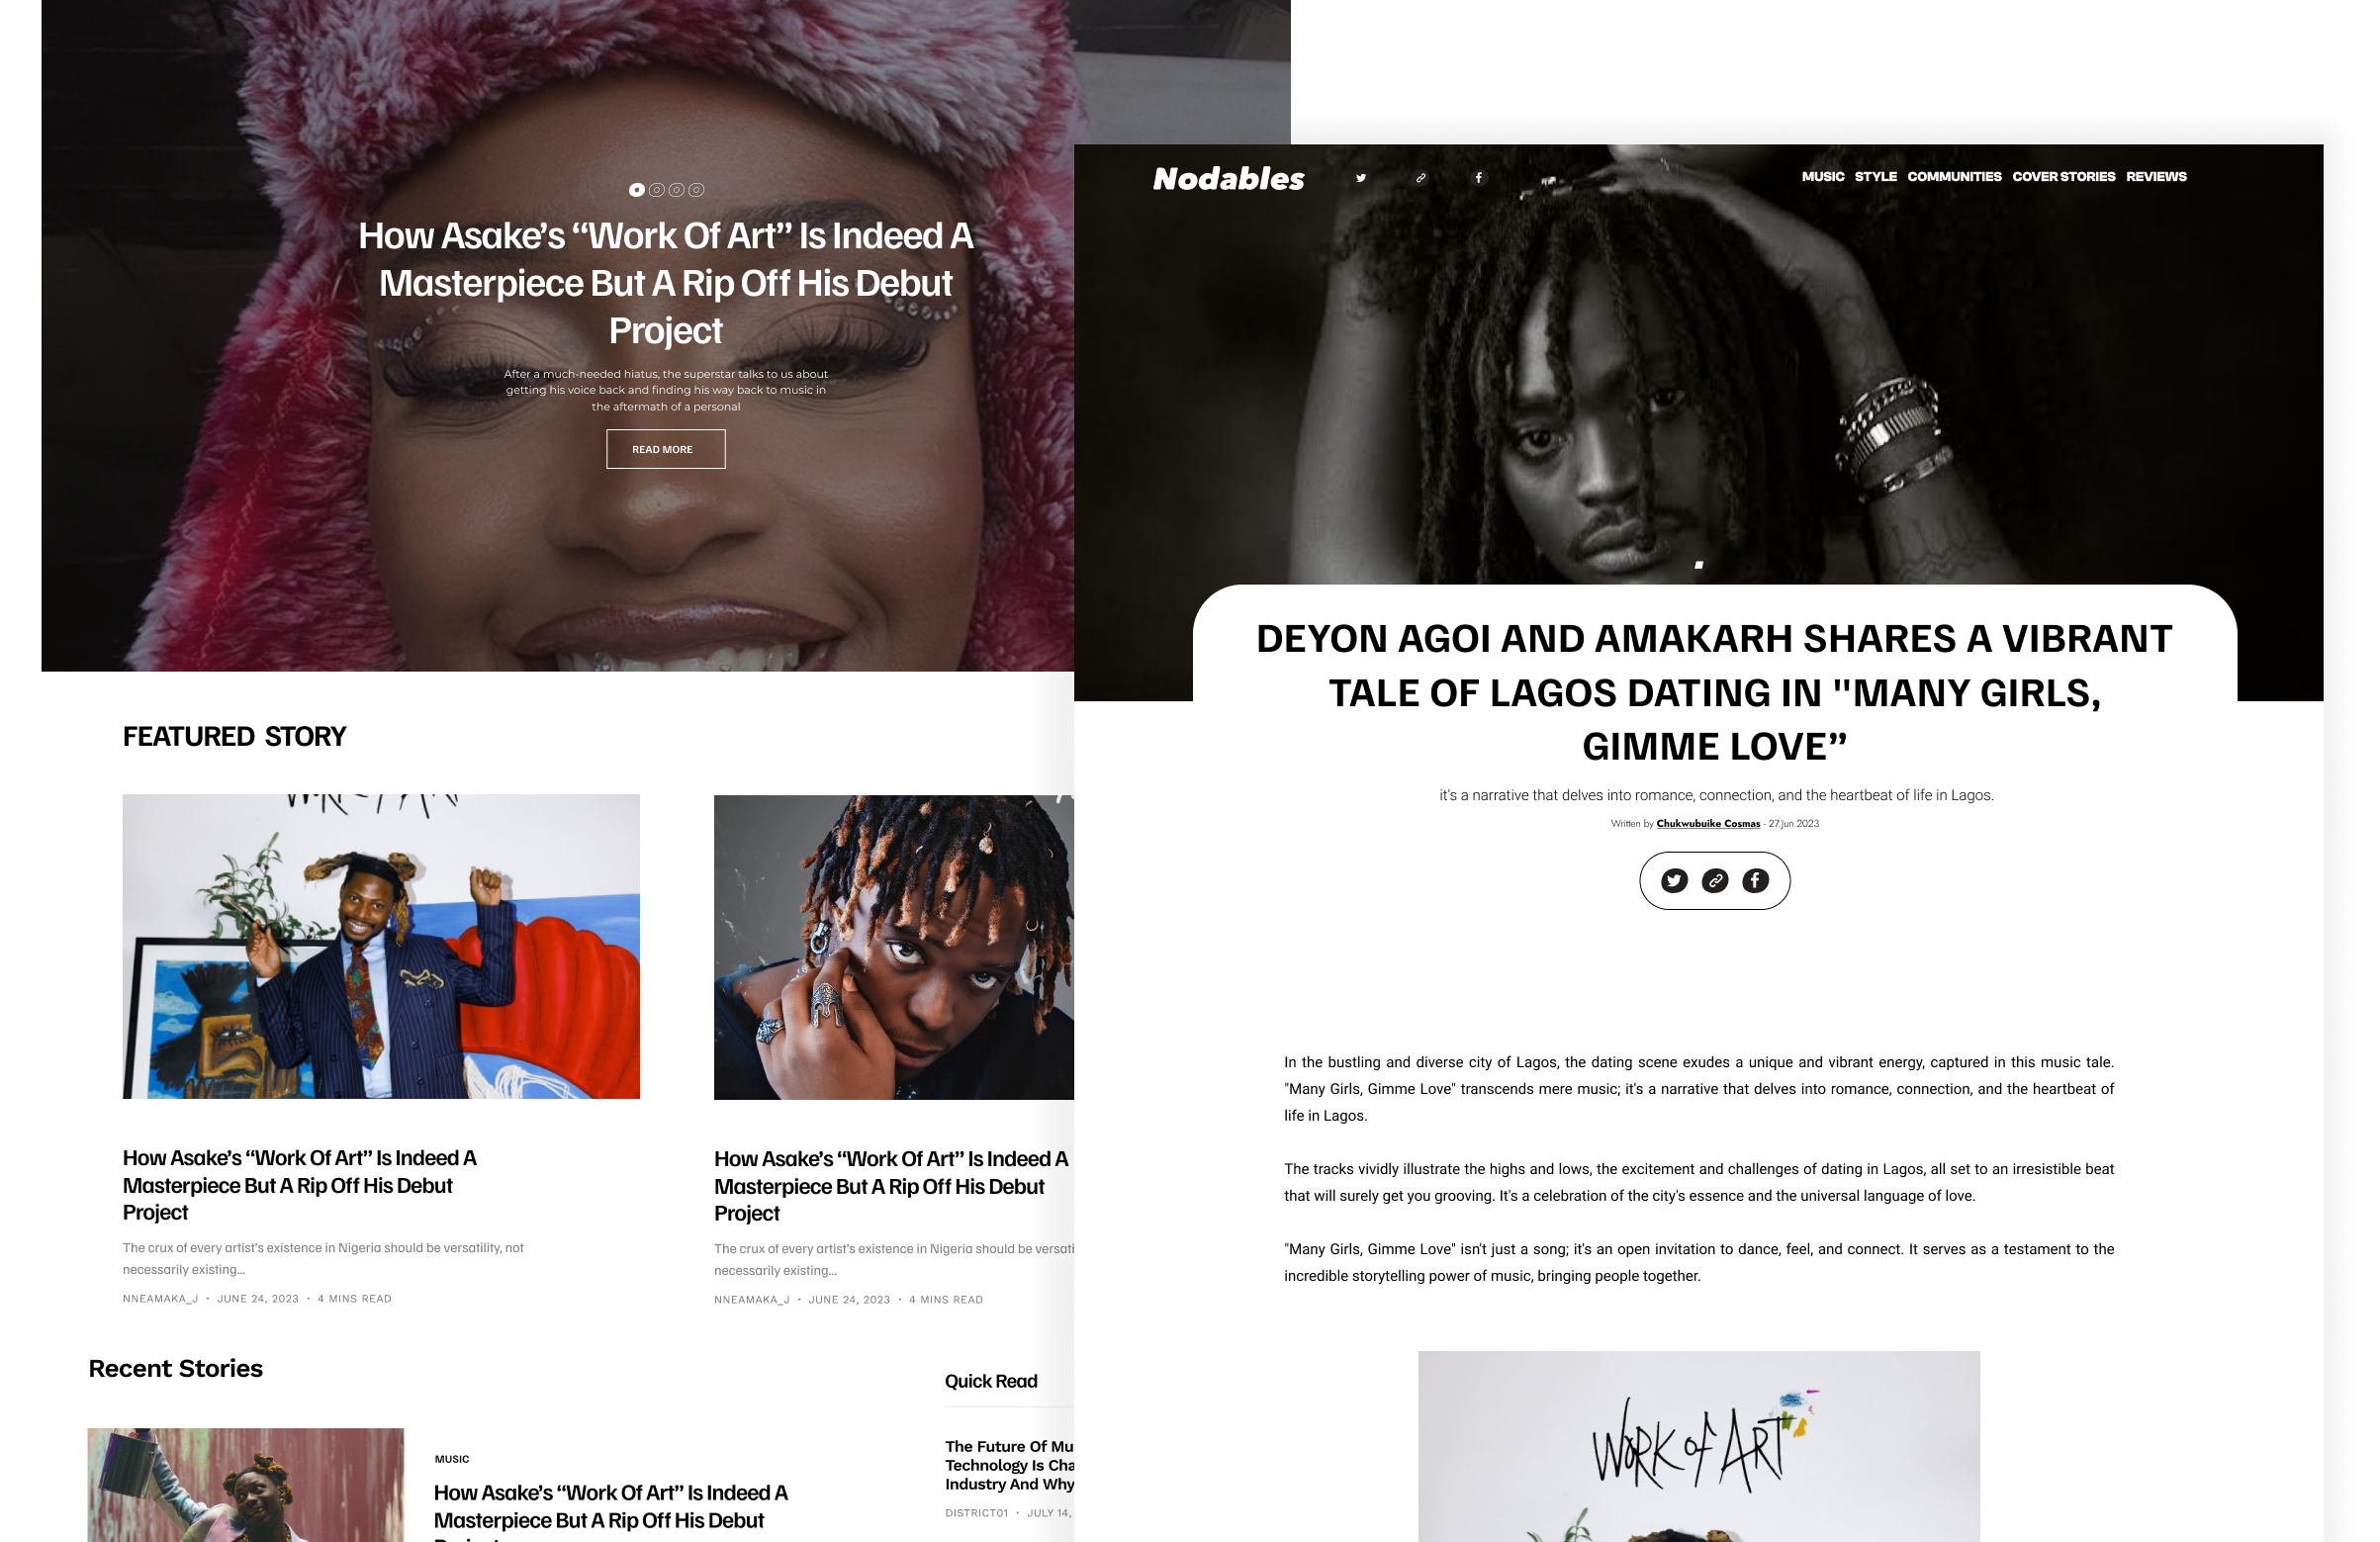 How Asake’s “Work Of Art” Is Indeed A
Masterpiece But A Rip Off His Debut
Project
After a much-needed hiatus, the superstar talks to us about
getting his voice back and finding his way back to music in
the aftermath of a personal
READ MORE
FEATURED STORY
WORK OF ART
How Asake’s “Work Of Art” Is Indeed A
Masterpiece But A Rip Off His Debut
Project
The crux of every artist’s existence in Nigeria should be versatility, not
necessarily existing...
NNEAMAKA_J • JUNE 24, 2023 • 4 MINS READ
How Asake’s “Work Of Art” Is Indeed A
Masterpiece But A Rip Off His Debut
Project
The crux of every artist’s existence in Nigeria should be versati
necessarily existing...
NNEAMAKA_J • JUNE 24, 2023 • 4 MINS READ
Recent Stories
MUSIC
How Asake’s “Work Of Art” Is Indeed A
Masterpiece But A Rip Off His Debut
Project
Quick Read
The Future Of Mu
Technology Is Cha
Industry And Why
DISTRICT01 • JULY 14,
Nodables
MUSIC STYLE COMMUNITIES COVER STORIES REVIEWS
DEYON AGOI AND AMAKARH SHARES A VIBRANT
TALE OF LAGOS DATING IN "MANY GIRLS,
GIMME LOVE”
it's a narrative that delves into romance, connection, and the heartbeat of life in Lagos.
Written by Chukwubuike Cosmas - 27.Jun.2023
In the bustling and diverse city of Lagos, the dating scene exudes a unique and vibrant energy, captured in this music tale.
"Many Girls, Gimme Love" transcends mere music; it's a narrative that delves into romance, connection, and the heartbeat of
life in Lagos.
The tracks vividly illustrate the highs and lows, the excitement and challenges of dating in Lagos, all set to an irresistible beat
that will surely get you grooving. It's a celebration of the city's essence and the universal language of love.
"Many Girls, Gimme Love" isn't just a song; it's an open invitation to dance, feel, and connect. It serves as a testament to the
incredible storytelling power of music, bringing people together.
WORK of ART